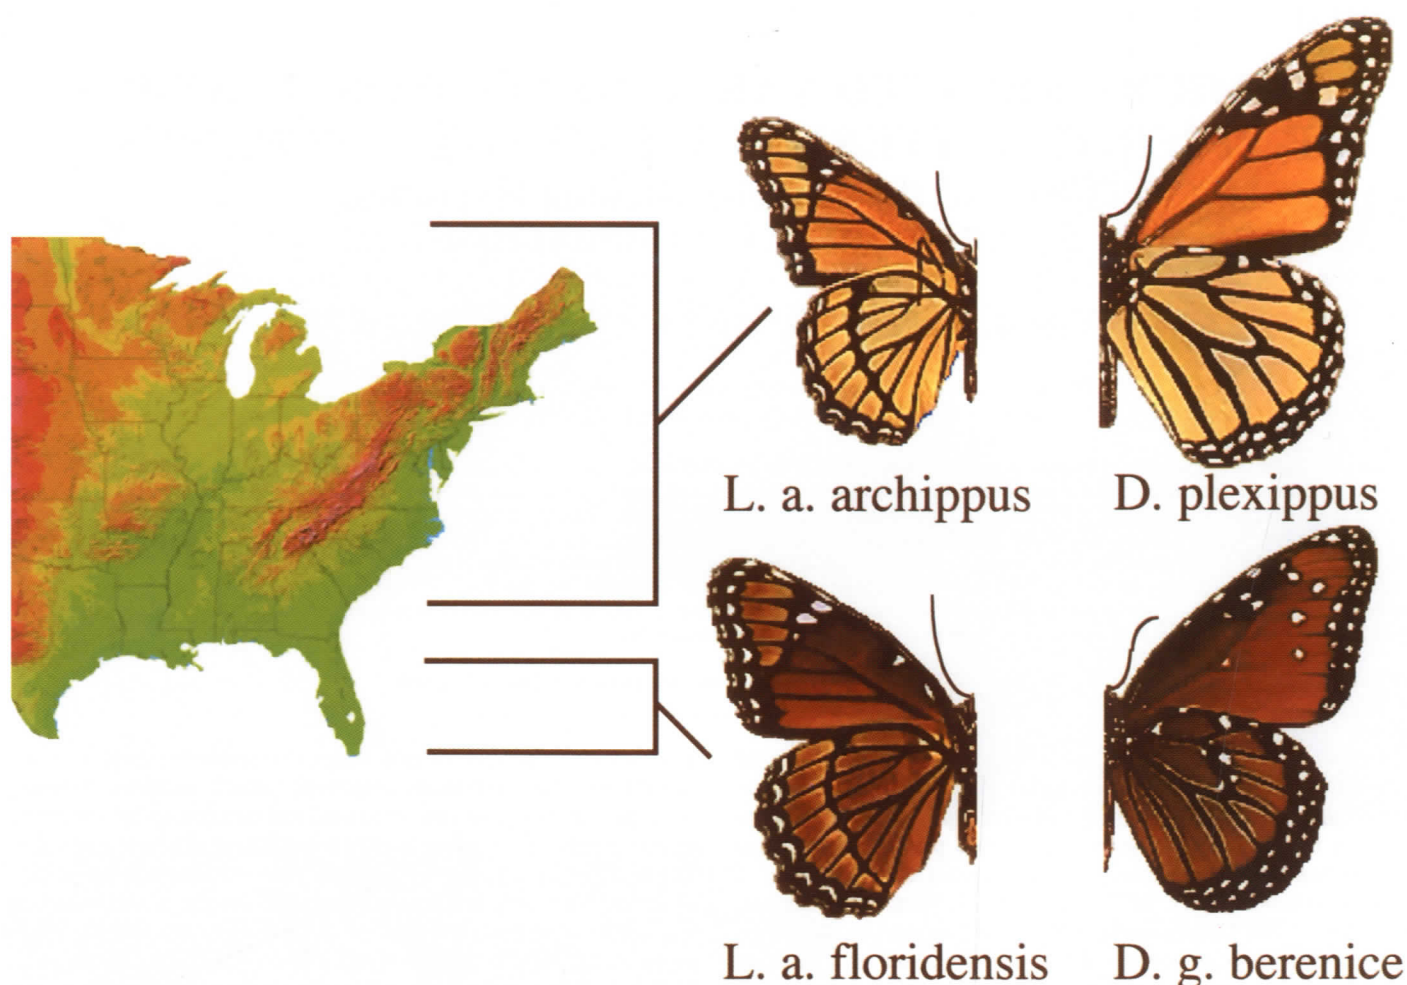 L. a. archippus
D. plexippus
L. a. floridensis
D. g. berenice